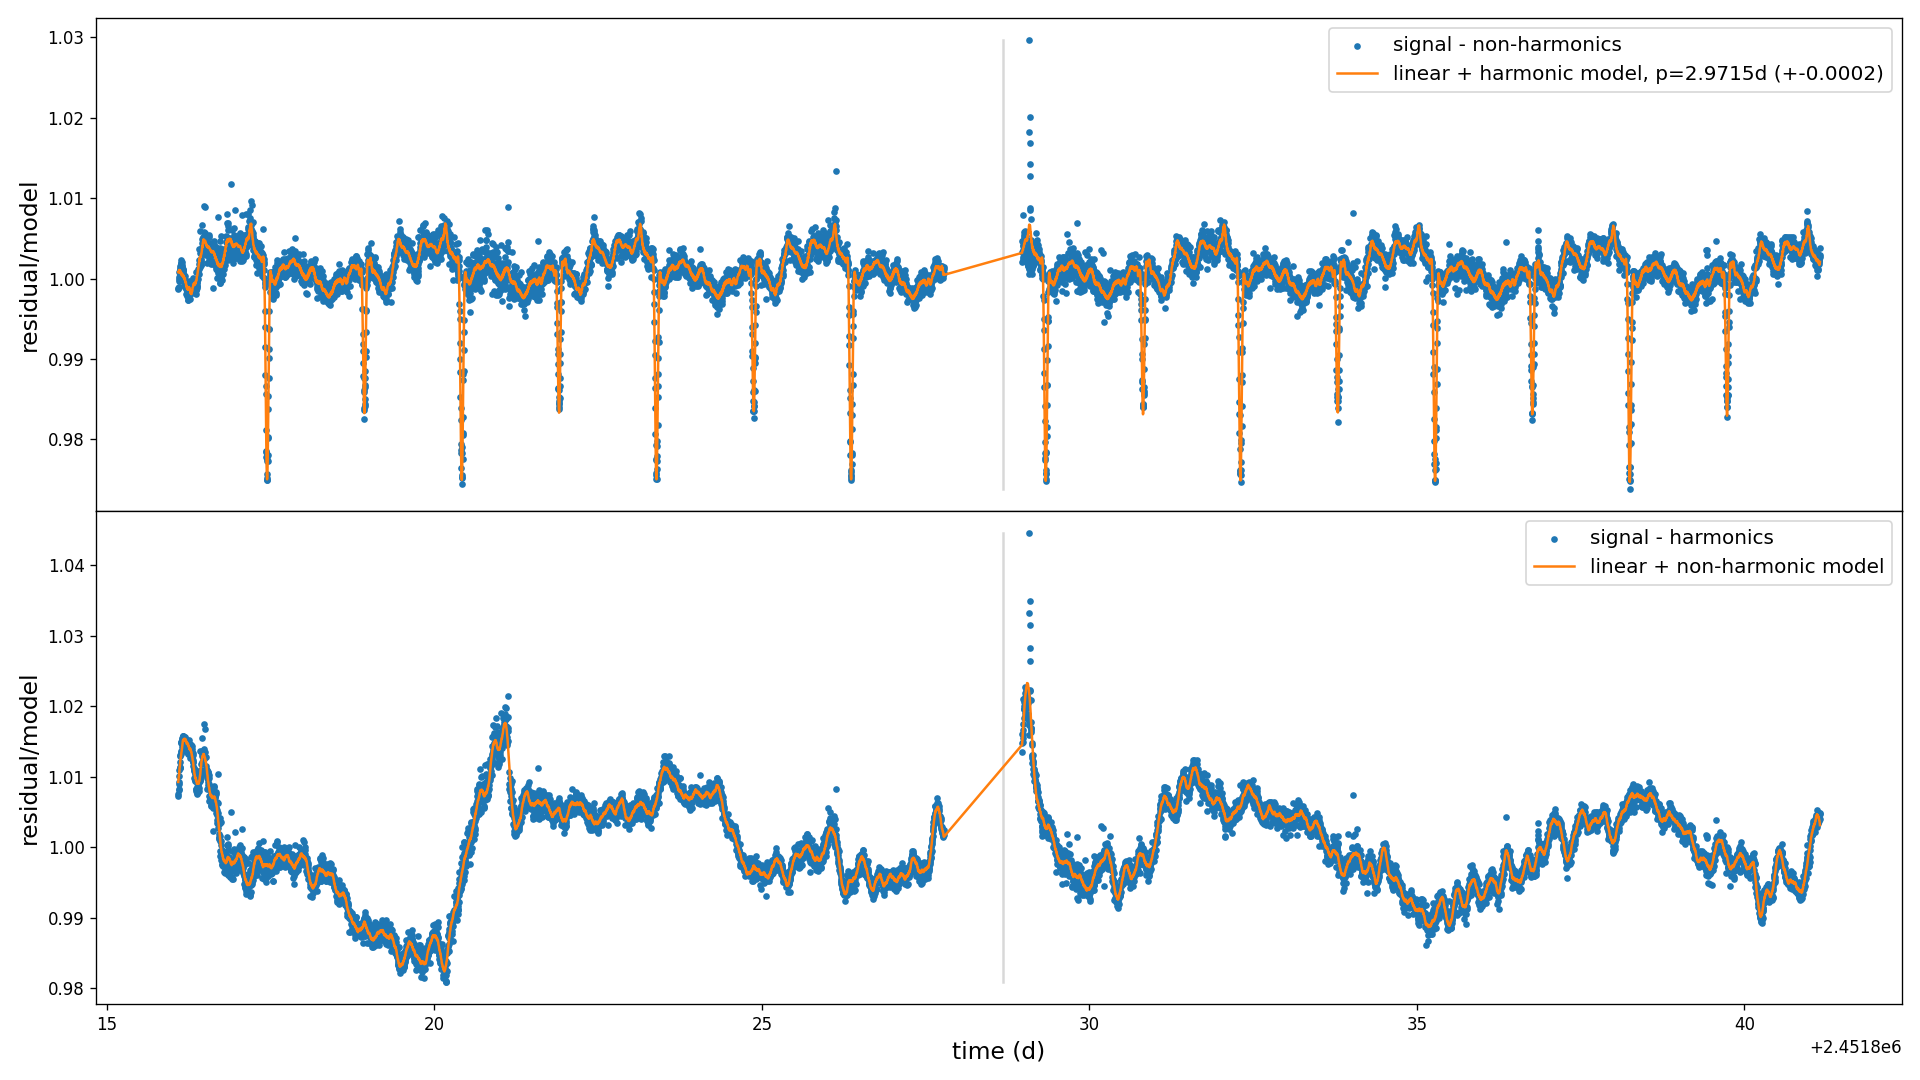 1.03
1.02
1.01
1.00
0.99
0.98
residual/model
signal - non-harmonics
linear + harmonic model, p=2.9715d (+-0.0002)
1.04
1.03
1.02
1.01
1.00
0.99
0.98
residual/model
signal - harmonics
linear + non-harmonic model
15 20 25 30 35 40
time (d)
+2.4518e6